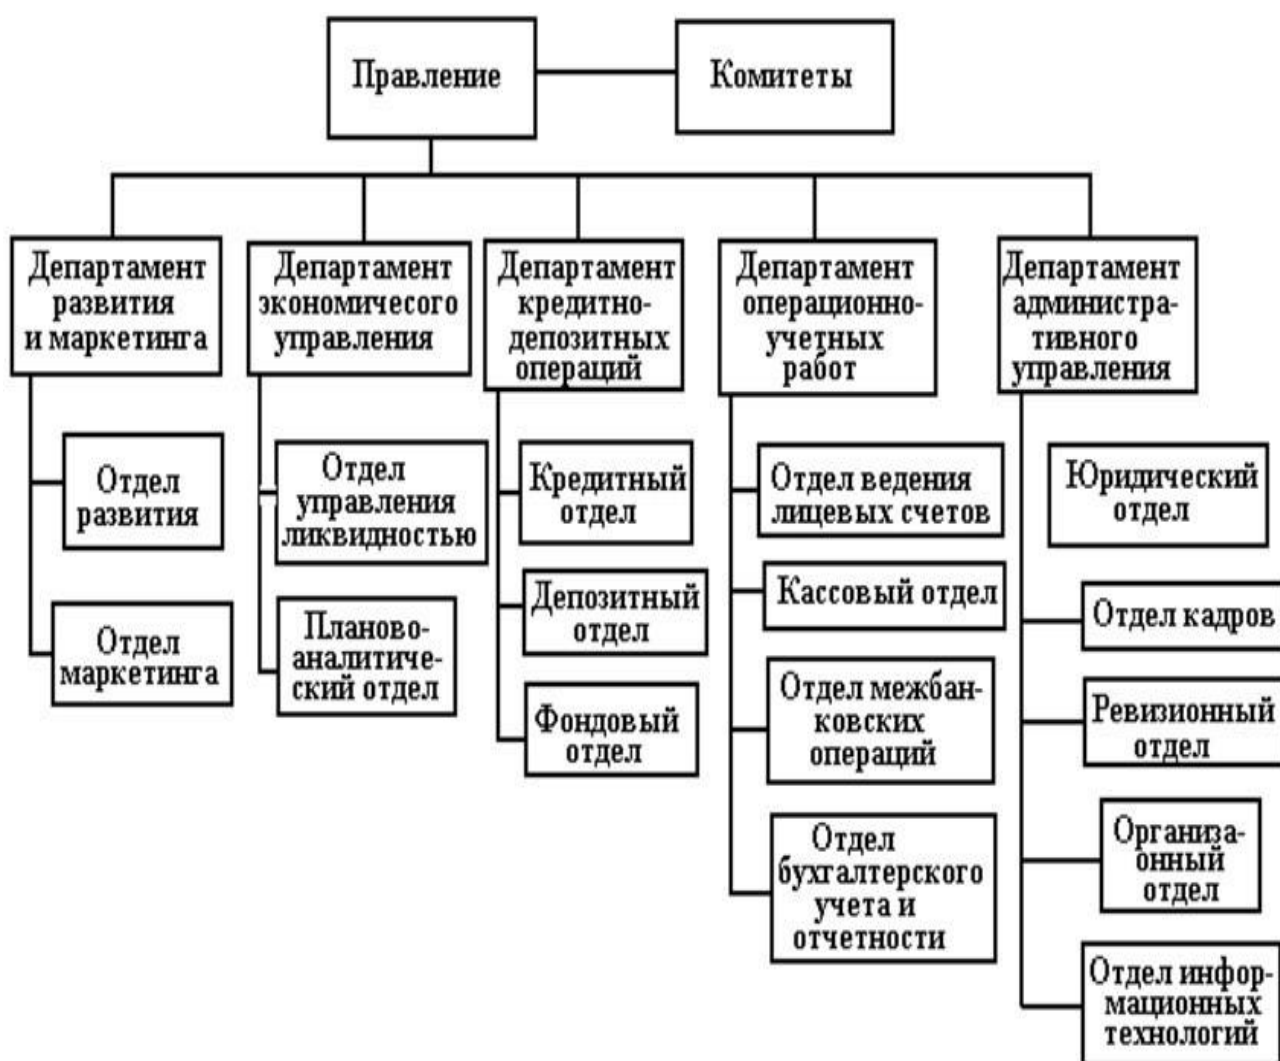 Правление
Комитеты
Департамент
развития
и маркетинга
Департамент
экономичесого
управления
Департамент
кредитно-
депозитных
операций
Департамент
операционно-
учетных
работ
Департамент
администра-
тивного
управления
Отдел
развития
Отдел
маркетинга
Отдел
управления
ликвидностью
Планово-
аналитиче-
ский отдел
Кредитный
отдел
Депозитный
отдел
Фондовый
отдел
Отдел ведения
лицевых счетов
Кассовый отдел
Отдел межбан-
ковских
операций
Отдел
бухгалтерского
учета и
отчетности
Юридический
отдел
Отдел кадров
Ревизионный
отдел
Организа-
онный
отдел
Отдел инфор-
мационных
технологий